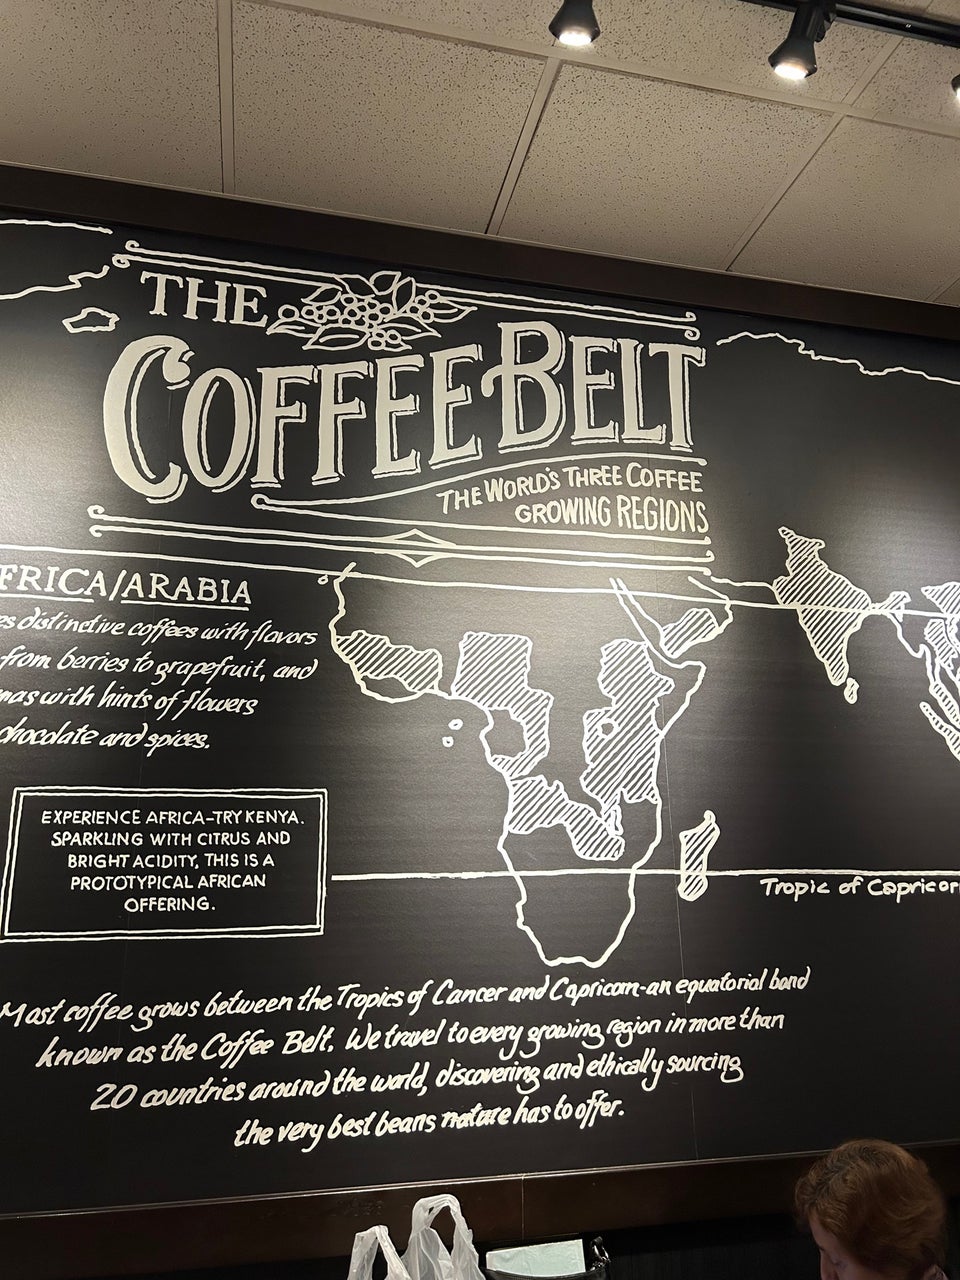 THE
COFFEE BELT
THE WORLD'S THREE COFFEE
GROWING REGIONS
FRICA/ARABIA
es distinctive coffees with flavors
from berries to grapefruit, and
mas with hints of flowers
chocolate and spices.
EXPERIENCE AFRICA-TRY KENYA.
SPARKLING WITH CITRUS AND
BRIGHT ACIDITY, THIS IS A
PROTOTYPICAL AFRICAN
OFFERING.
Tropic of Capricorn
Most coffee grows between the Tropics of Cancer and Capricorn-an equatorial band
known as the Coffee Belt. We travel to every growing region in more than
20 countries around the world, discovering and ethically sourcing
the very best beans nature has to offer.